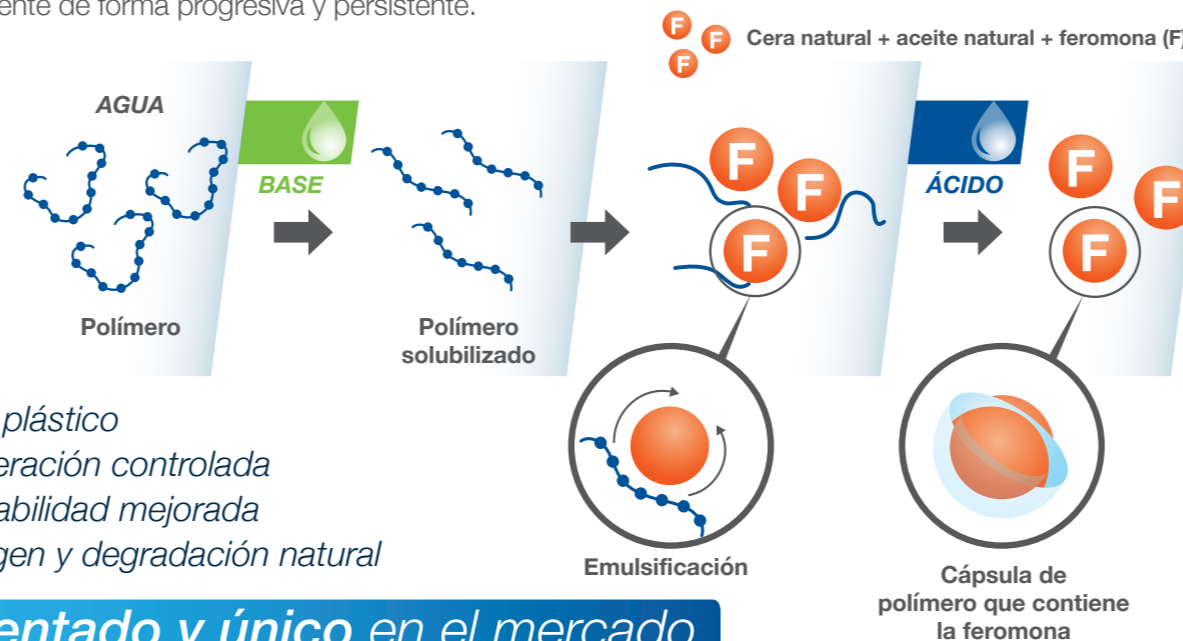 ente de forma progresiva y persistente.
F
F
F
Cera natural + aceite natural + feromona (F)
AGUA
BASE
ÁCIDO
F
F
F
F
F
F
Polímero
Polímero
solubilizado
plástico
eración controlada
abilidad mejorada
gen y degradación natural
Emulsificación
Cápsula de
polímero que contiene
la feromona
entado y único en el mercado